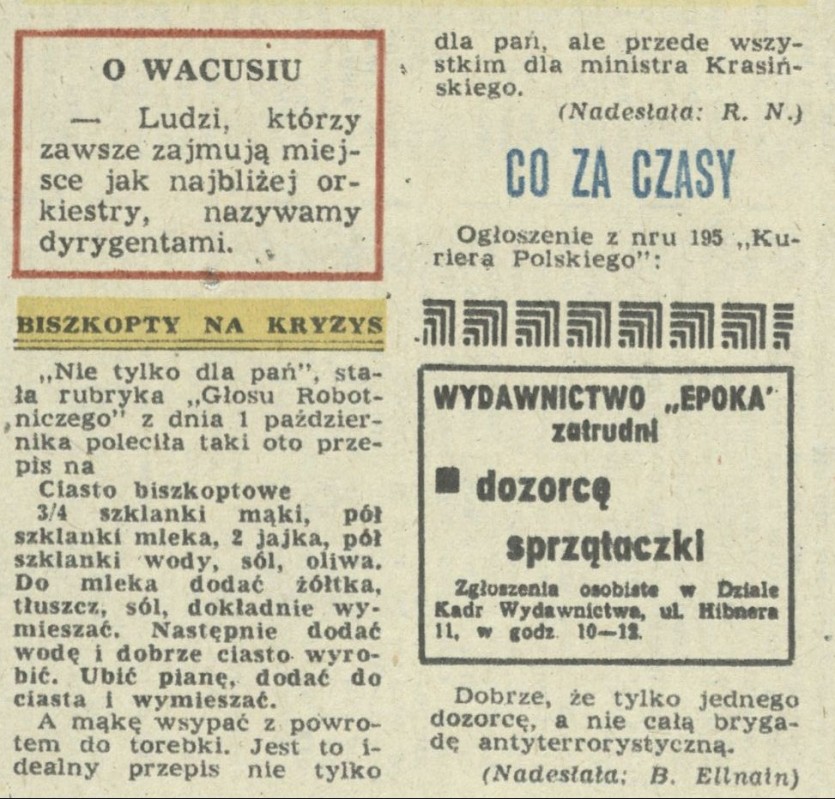 O WACUSIU
— Ludzi, którzy
zawsze zajmują miej-
sce jak najbliżej or-
kiestry, nazywamy
dyrygentami.
BISZKOPTY NA KRYZYS
„Nie tylko dla pań”, sta-
ła rubryka „Głosu Robot-
niczego” z dnia 1 paździer-
nika poleciła taki oto prze-
pis na
Ciasto biszkoptowe
3/4 szklanki mąki, pół
szklanki mleka, 2 jajka, pół
szklanki wody, sól, oliwa.
Do mleka dodać żółtka,
tłuszcz, sól, dokładnie wy-
mieszać. Następnie dodać
wodę i dobrze ciasto wyro-
bić. Ubić pianę, dodać do
ciasta i wymieszać.
A mąkę wsypać z powro-
tem do torebki. Jest to i-
dealny przepis nie tylko
dla pań, ale przede wszy-
stkim dla ministra Krasiń-
skiego.
(Nadesłała: R. N.)
CO ZA CZASY
Ogłoszenie z nru 195 „Ku-
riera Polskiego”:
WYDAWNICTWO „EPOKA”
zatrudni
■ dozorcę
sprzątaczki
Zgłoszenia osobiste w Dziale
Kadr Wydawnictwa, ul. Hibnera
11, w godz 10—12.
Dobrze, że tylko jednego
dozorcę, a nie całą bryga-
dę antyterrorystyczną.
(Nadesłała: B. Ellnain)